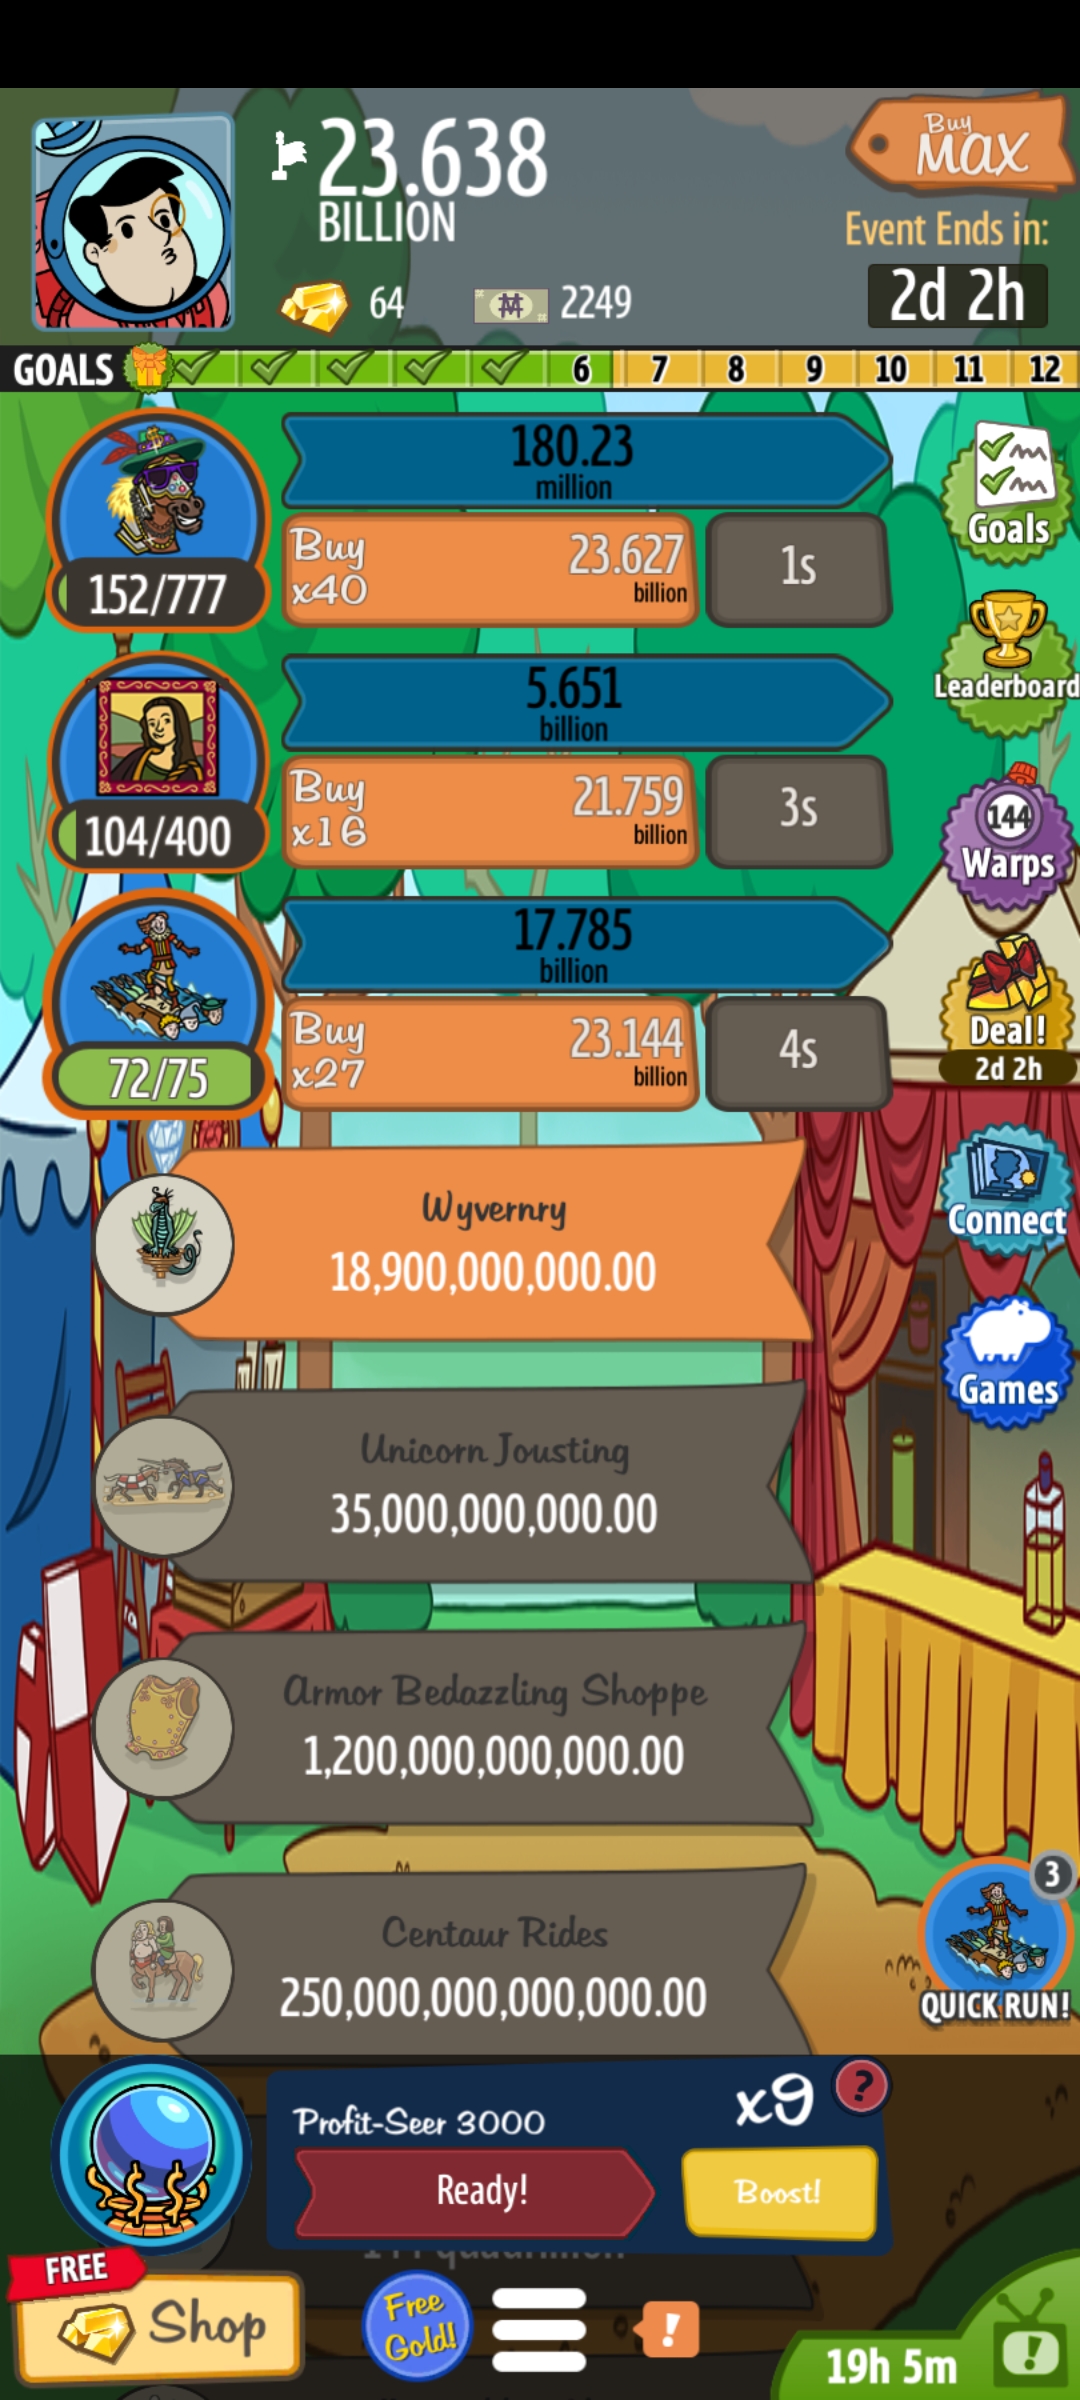 23.638
BILLION
Buy
MAX
Event Ends in:
2d 2h
64
2249
GOALS
6
7
8
9
10
11
12
180.23
million
Buy
x40
23.627
billion
1s
152/777
Goals
5.651
billion
Buy
x16
21.759
billion
3s
104/400
Leaderboard
144
Warps
17.785
billion
Buy
x27
23.144
billion
4s
72/75
Deal!
2d 2h
Wyvernry
18,900,000,000.00
Connect
Games
Unicorn Jousting
35,000,000,000.00
Armor Bedazzling Shoppe
1,200,000,000,000.00
Centaur Rides
250,000,000,000,000.00
3
QUICK RUN!
Profit-Seer 3000
x9
?
Ready!
Boost!
FREE
Shop
Free
Gold!
!
19h 5m
!